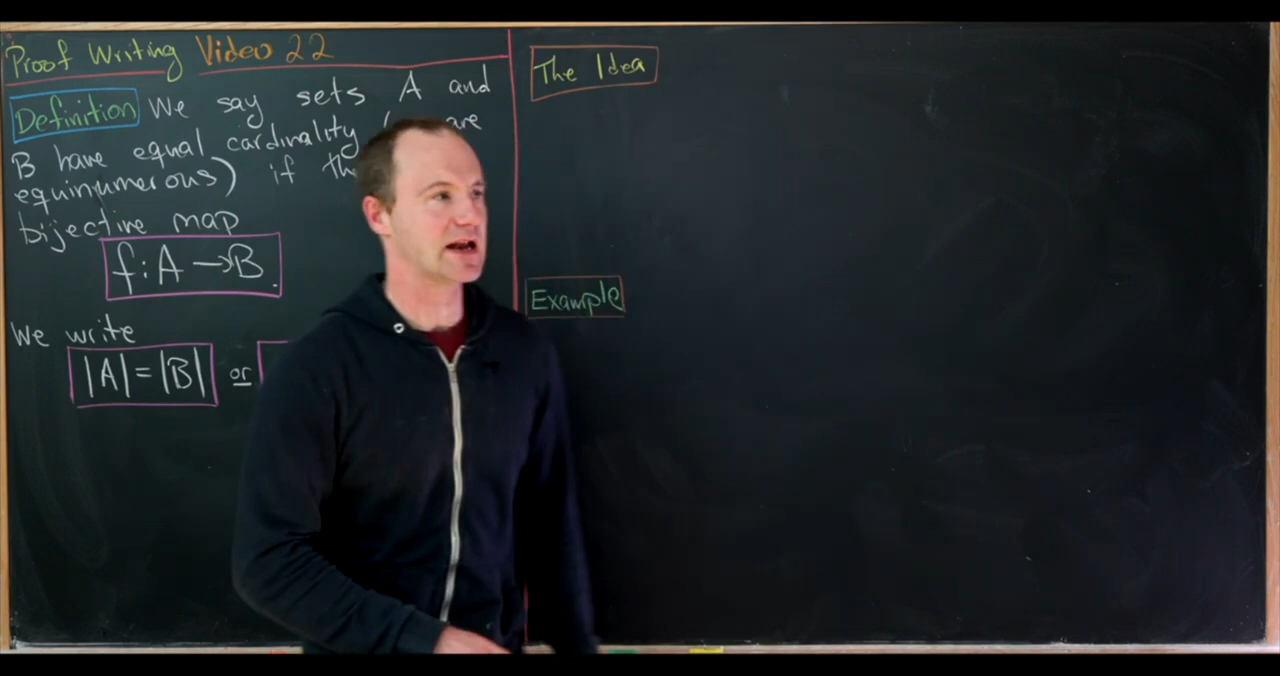 Proof Writing Video 22
Definition We say sets A and
B have equal cardinality are
equinumerous) if
bijective map
f: A → B.
We write
|A| = |B| or
The Idea
Example